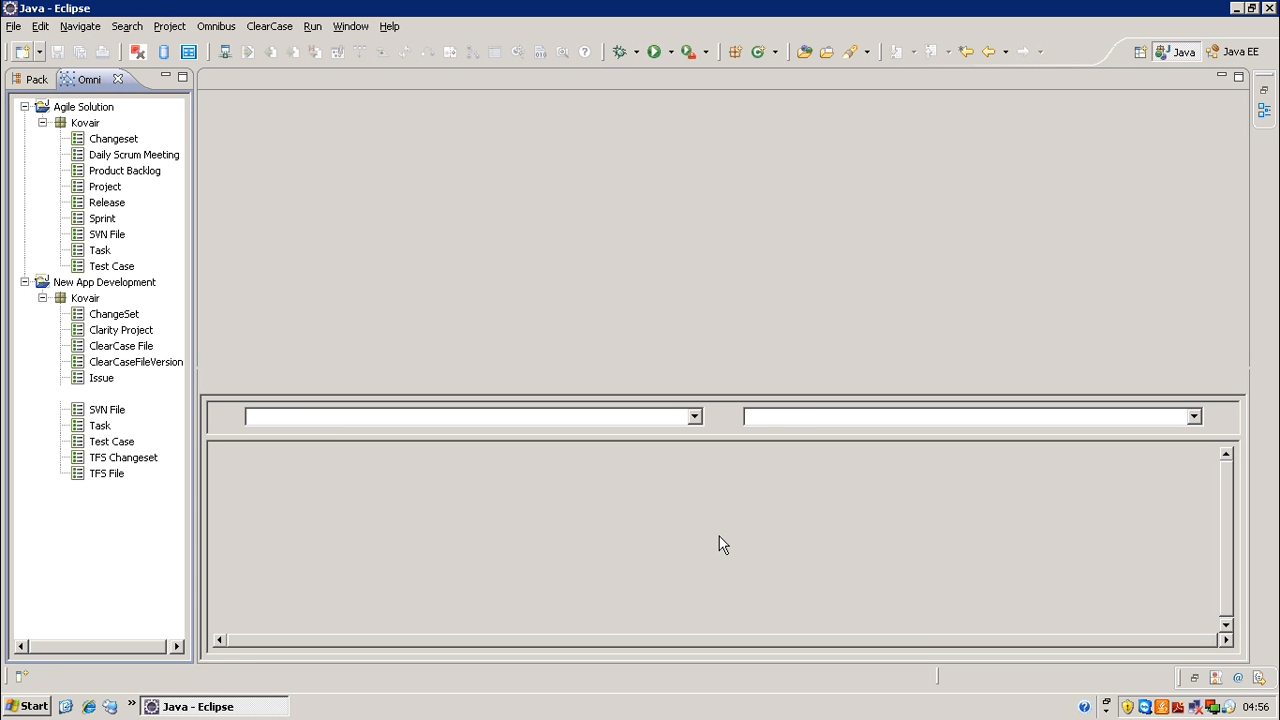 Java - Eclipse
File Edit Navigate Search Project Omnibus ClearCase Run Window Help
Java Java EE
Pack Omni
Agile Solution
Kovair
Changeset
Daily Scrum Meeting
Product Backlog
Project
Release
Sprint
SVN File
Task
Test Case
New App Development
Kovair
ChangeSet
Clarity Project
ClearCase File
ClearCaseFileVersion
Issue
SVN File
Task
Test Case
TFS Changeset
TFS File
Start Java - Eclipse 04:56